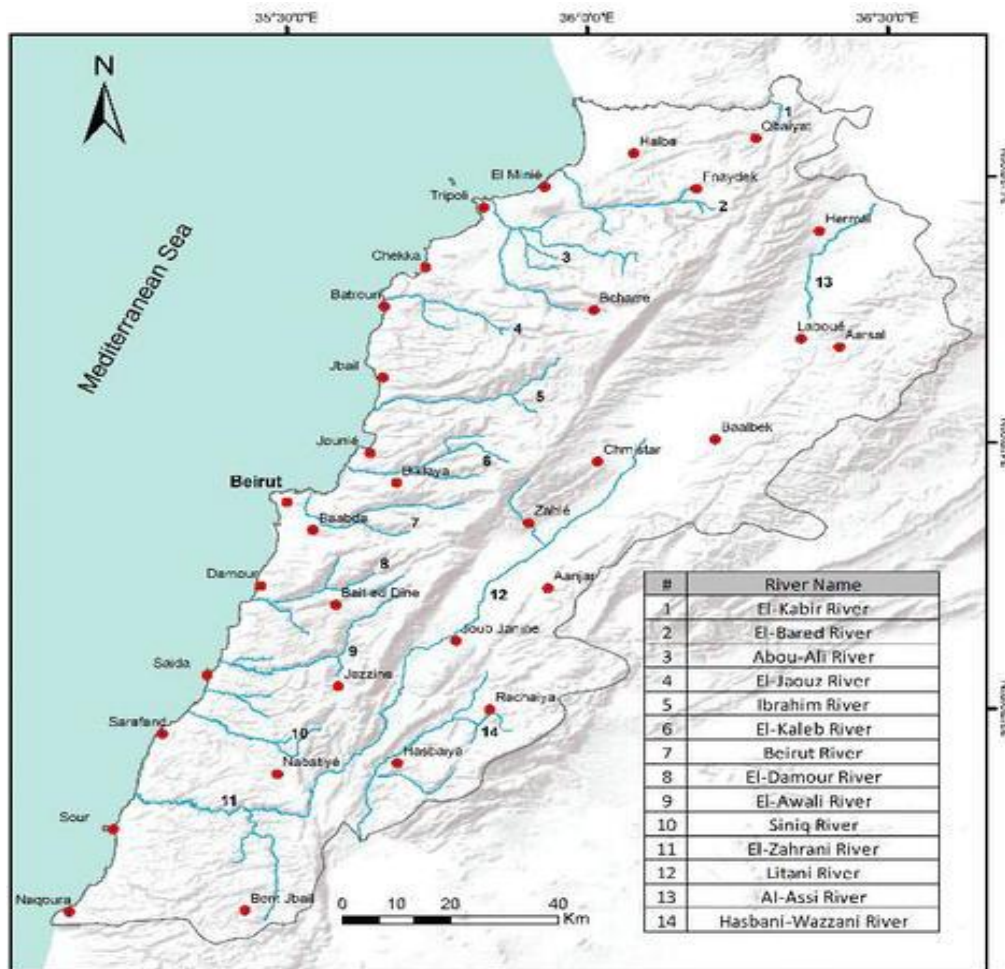 35°30'0"E 36°0'0"E 36°30'0"E
N
1
Qbaiyat
Halba
El Minié
Fnaydek
Tripoli
2
Hermel
Chekka
3
13
Batroun
Bcharre
4
Laboué
Aarsal
Jbail
5
Jounié
Baalbek
Chmistar
6
Bikfaya
Beirut
Zahlé
7
Baabda
8
Damour
Aanjar
Bait ed Dine
12
Joub Janine
9
Saida
Jezzine
Rachaiya
14
Sarafand
10
Hasbaiya
Nabatiyé
11
Sour
Naqoura
Bent Jbail
0 10 20 40
Km
Mediterranean Sea
# River Name
1 El-Kabir River
2 El-Bared River
3 Abou-Ali River
4 El-Jaouz River
5 Ibrahim River
6 El-Kaleb River
7 Beirut River
8 El-Damour River
9 El-Awali River
10 Siniq River
11 El-Zahrani River
12 Litani River
13 Al-Assi River
14 Hasbani-Wazzani River